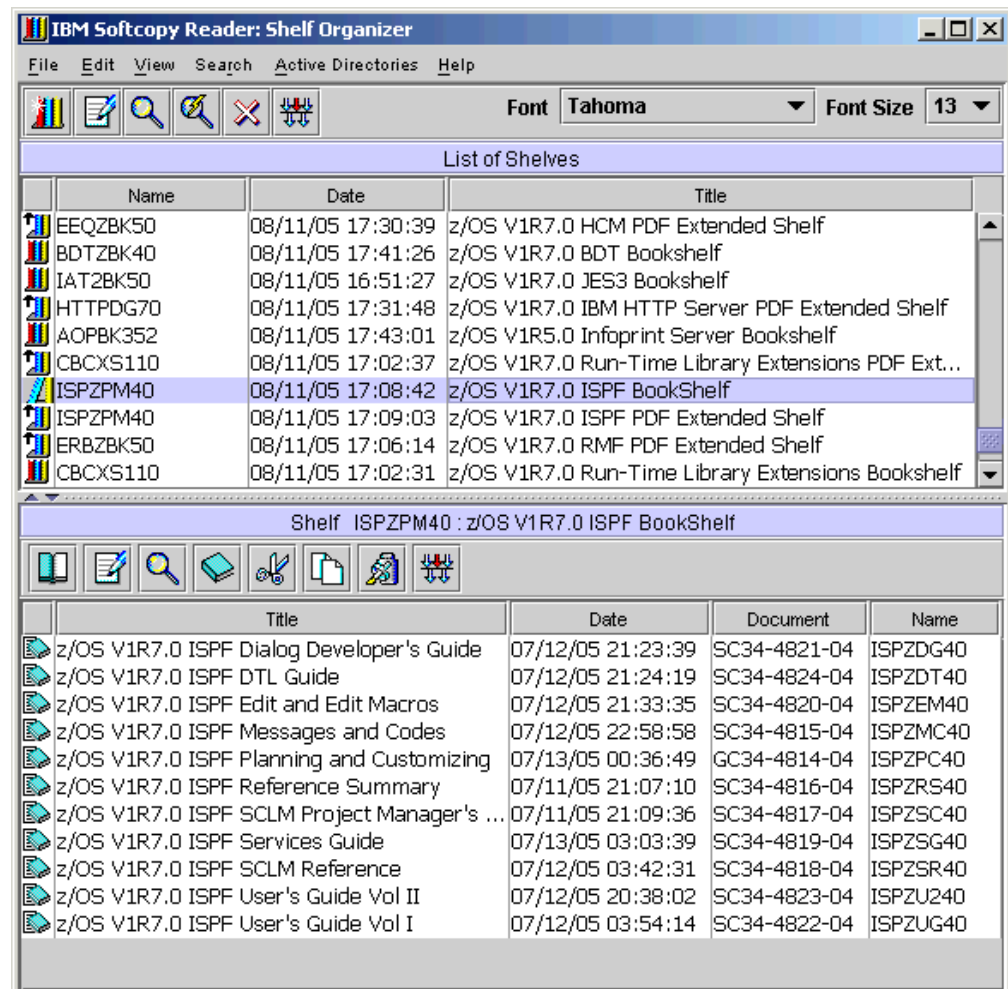 IBM Softcopy Reader: Shelf Organizer
File Edit View Search Active Directories Help
Font Tahoma Font Size 13
List of Shelves
Name Date Title
EEQZBK50 08/11/05 17:30:39 z/OS V1R7.0 HCM PDF Extended Shelf
BDTZBK40 08/11/05 17:41:26 z/OS V1R7.0 BDT Bookshelf
IAT2BK50 08/11/05 16:51:27 z/OS V1R7.0 JES3 Bookshelf
HTTPDG70 08/11/05 17:31:48 z/OS V1R7.0 IBM HTTP Server PDF Extended Shelf
AOPBK352 08/11/05 17:43:01 z/OS V1R5.0 Infoprint Server Bookshelf
CBCXS110 08/11/05 17:02:37 z/OS V1R7.0 Run-Time Library Extensions PDF Ext...
ISPZPM40 08/11/05 17:08:42 z/OS V1R7.0 ISPF BookShelf
ISPZPM40 08/11/05 17:09:03 z/OS V1R7.0 ISPF PDF Extended Shelf
ERBZBK50 08/11/05 17:06:14 z/OS V1R7.0 RMF PDF Extended Shelf
CBCXS110 08/11/05 17:02:31 z/OS V1R7.0 Run-Time Library Extensions Bookshelf
Shelf ISPZPM40 : z/OS V1R7.0 ISPF BookShelf
Title Date Document Name
z/OS V1R7.0 ISPF Dialog Developer's Guide 07/12/05 21:23:39 SC34-4821-04 ISPZDG40
z/OS V1R7.0 ISPF DTL Guide 07/12/05 21:24:19 SC34-4824-04 ISPZDT40
z/OS V1R7.0 ISPF Edit and Edit Macros 07/12/05 21:33:35 SC34-4820-04 ISPZEM40
z/OS V1R7.0 ISPF Messages and Codes 07/12/05 22:58:58 SC34-4815-04 ISPZMC40
z/OS V1R7.0 ISPF Planning and Customizing 07/13/05 00:36:49 GC34-4814-04 ISPZPC40
z/OS V1R7.0 ISPF Reference Summary 07/11/05 21:07:10 SC34-4816-04 ISPZRS40
z/OS V1R7.0 ISPF SCLM Project Manager's ... 07/11/05 21:09:36 SC34-4817-04 ISPZSC40
z/OS V1R7.0 ISPF Services Guide 07/13/05 03:03:39 SC34-4819-04 ISPZSG40
z/OS V1R7.0 ISPF SCLM Reference 07/12/05 03:42:31 SC34-4818-04 ISPZSR40
z/OS V1R7.0 ISPF User's Guide Vol II 07/12/05 20:38:02 SC34-4823-04 ISPZU240
z/OS V1R7.0 ISPF User's Guide Vol I 07/12/05 03:54:14 SC34-4822-04 ISPZUG40